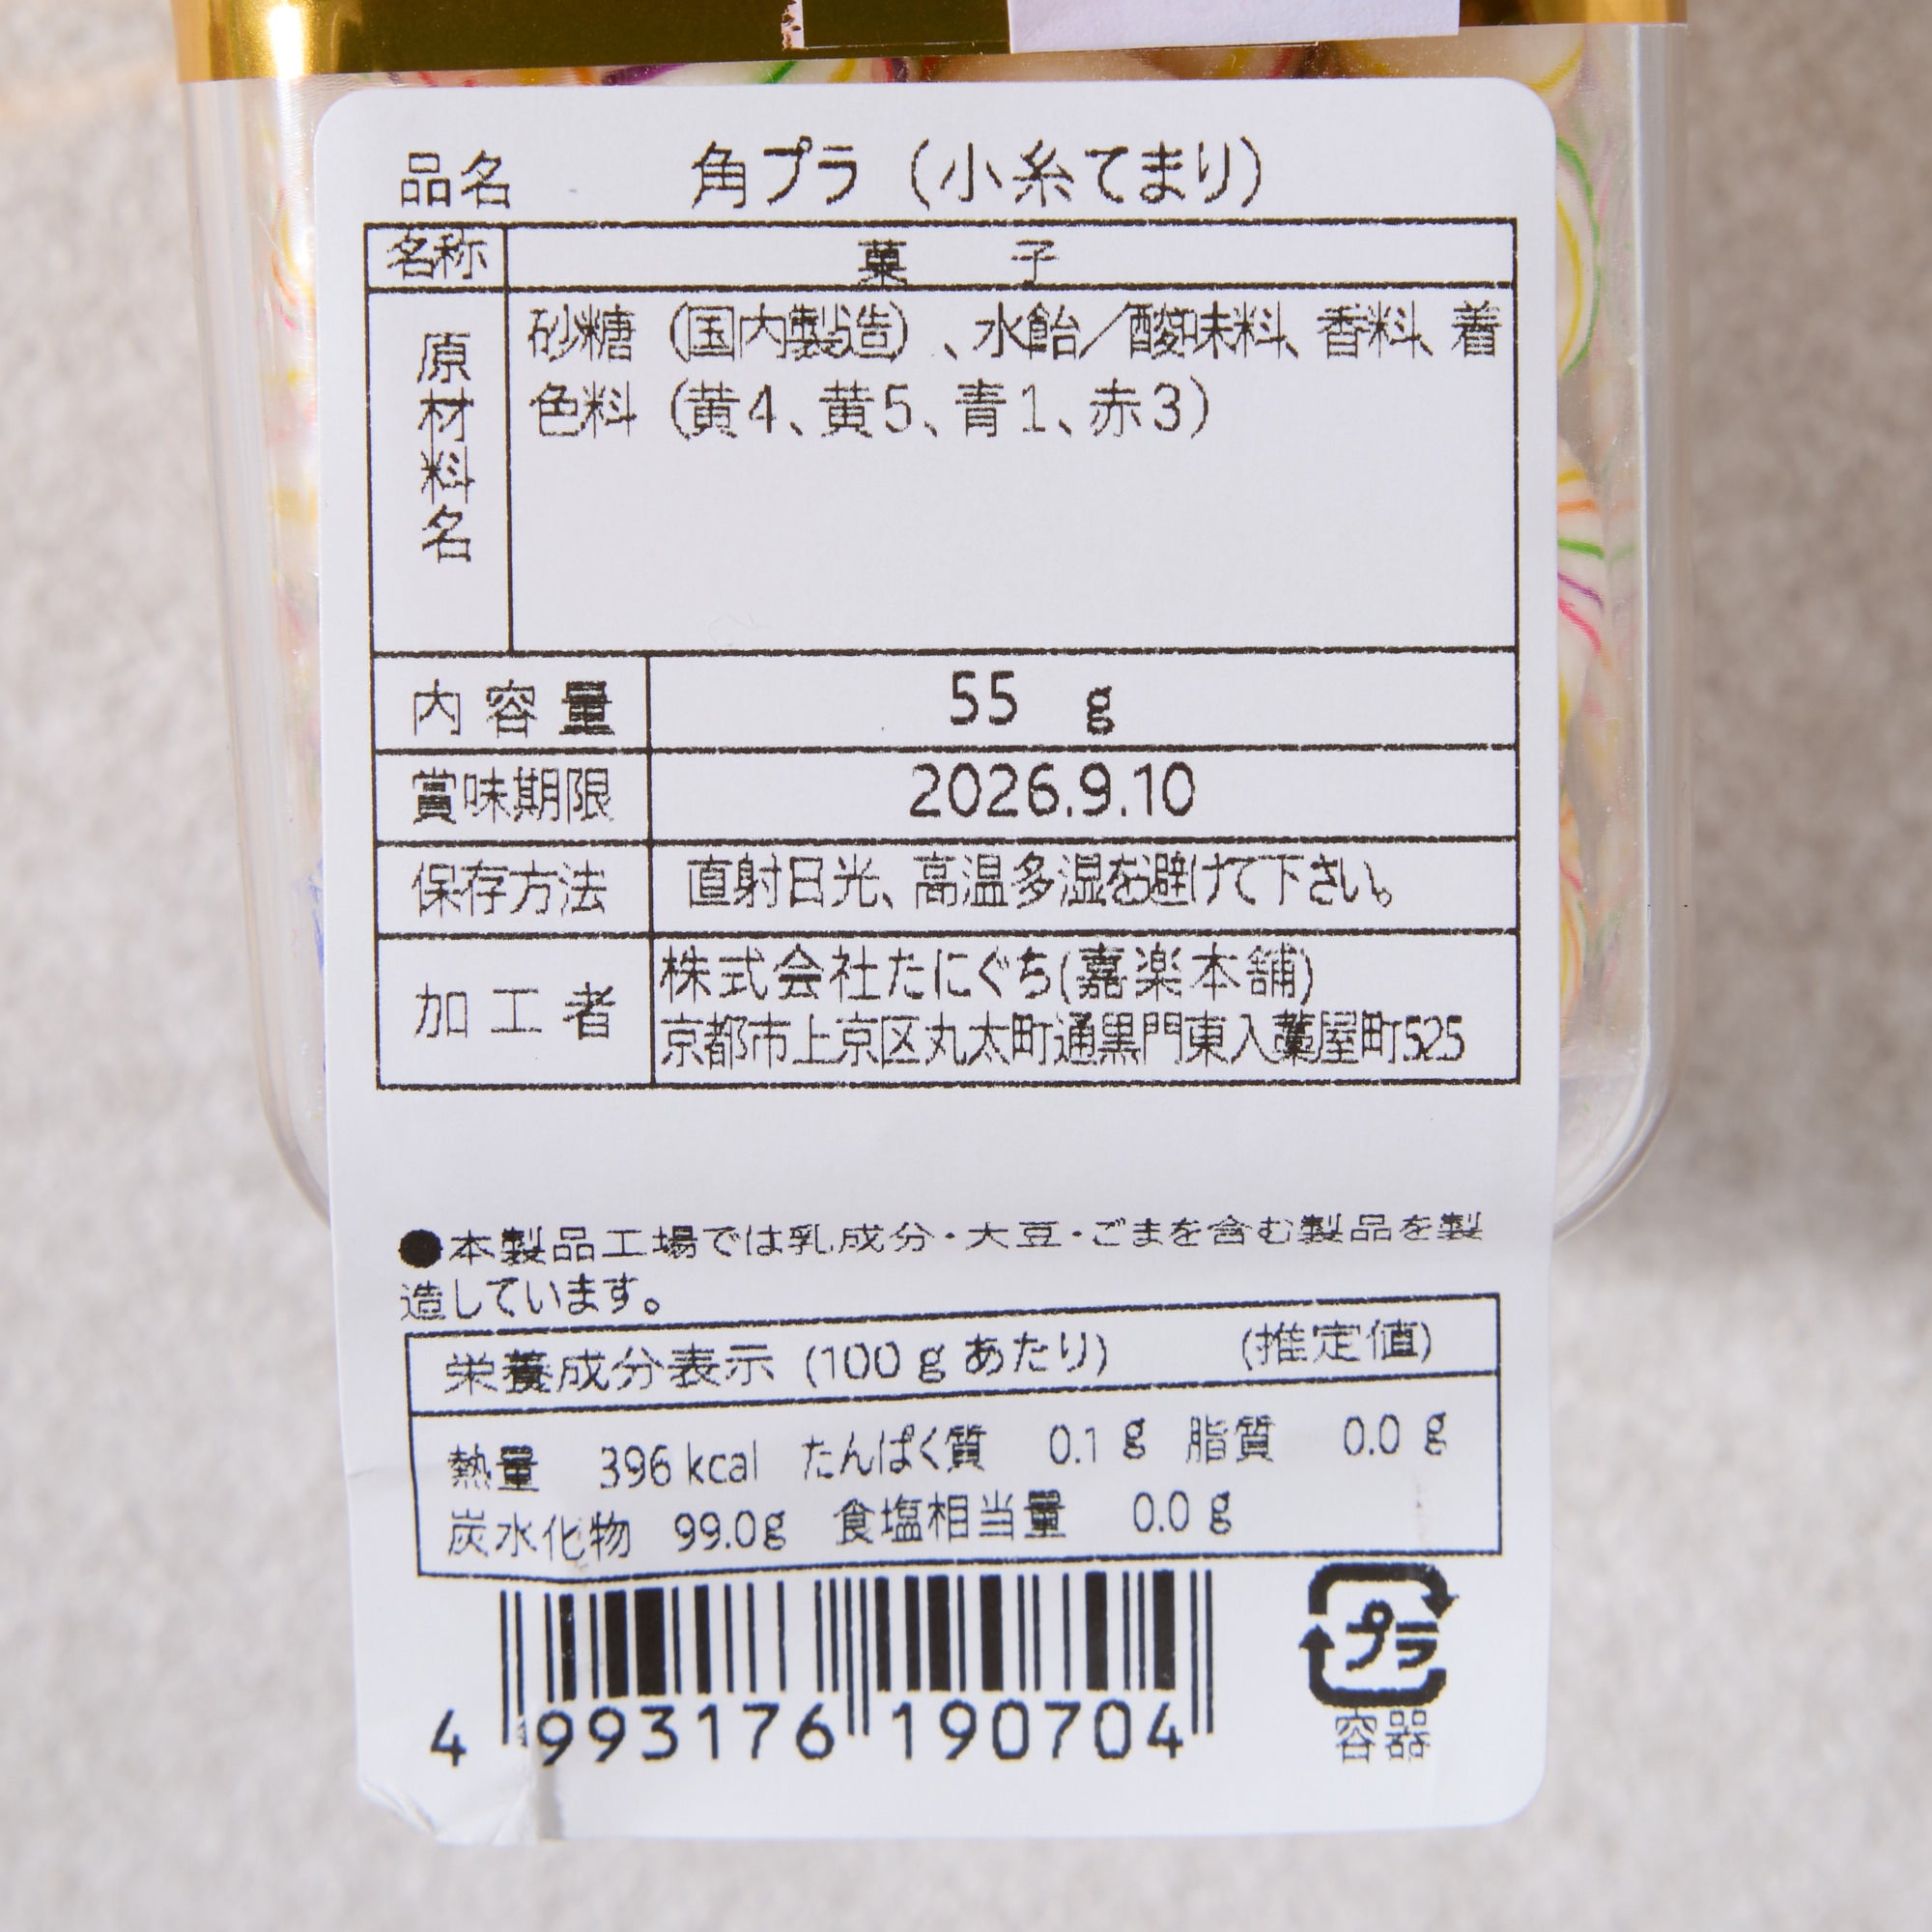 品名 角プラ（小糸てまり）
名称 菓 子
原材料名 砂糖（国内製造）、水飴／酸味料、香料、着
色料（黄4、黄5、青1、赤3）
内容量 55 g
賞味期限 2026.9.10
保存方法 直射日光、高温多湿を避けて下さい。
加工者 株式会社たにぐち(嘉楽本舗)
京都市上京区丸太町通黒門東入藁屋町525
●本製品工場では乳成分・大豆・ごまを含む製品を製
造しています。
栄養成分表示 (100gあたり) (推定値)
熱量 396kcal たんぱく質 0.1g 脂質 0.0g
炭水化物 99.0g 食塩相当量 0.0g
4 993176 190704
プラ
容器